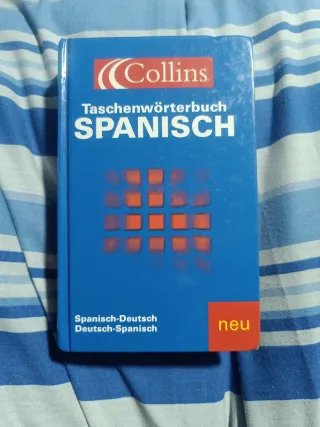 Collins
Taschenwörterbuch
SPANISCH
Spanisch-Deutsch
Deutsch-Spanisch
neu